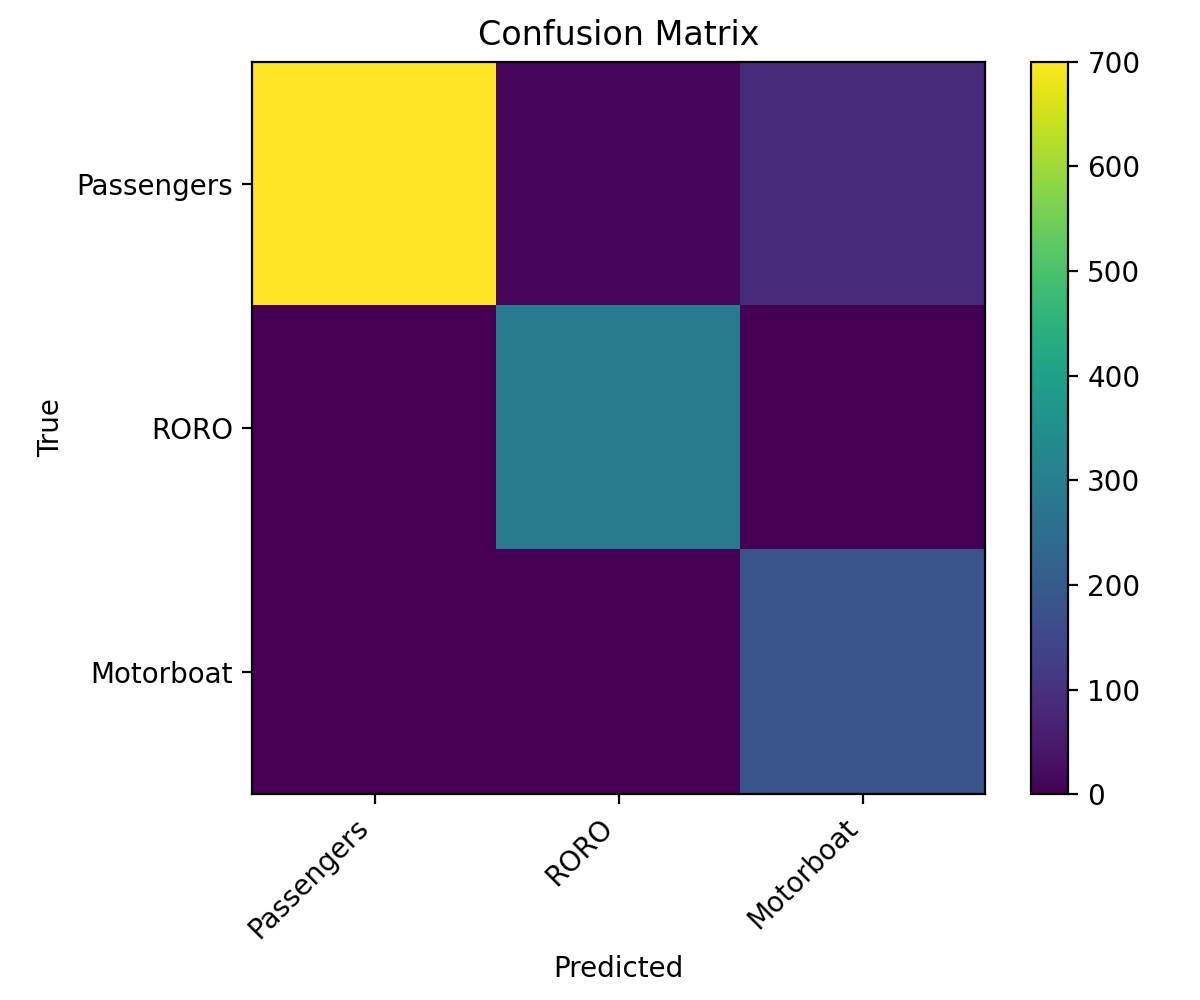 Confusion Matrix
Passengers
RORO
Motorboat
True
Passengers
RORO
Motorboat
Predicted
700
600
500
400
300
200
100
0